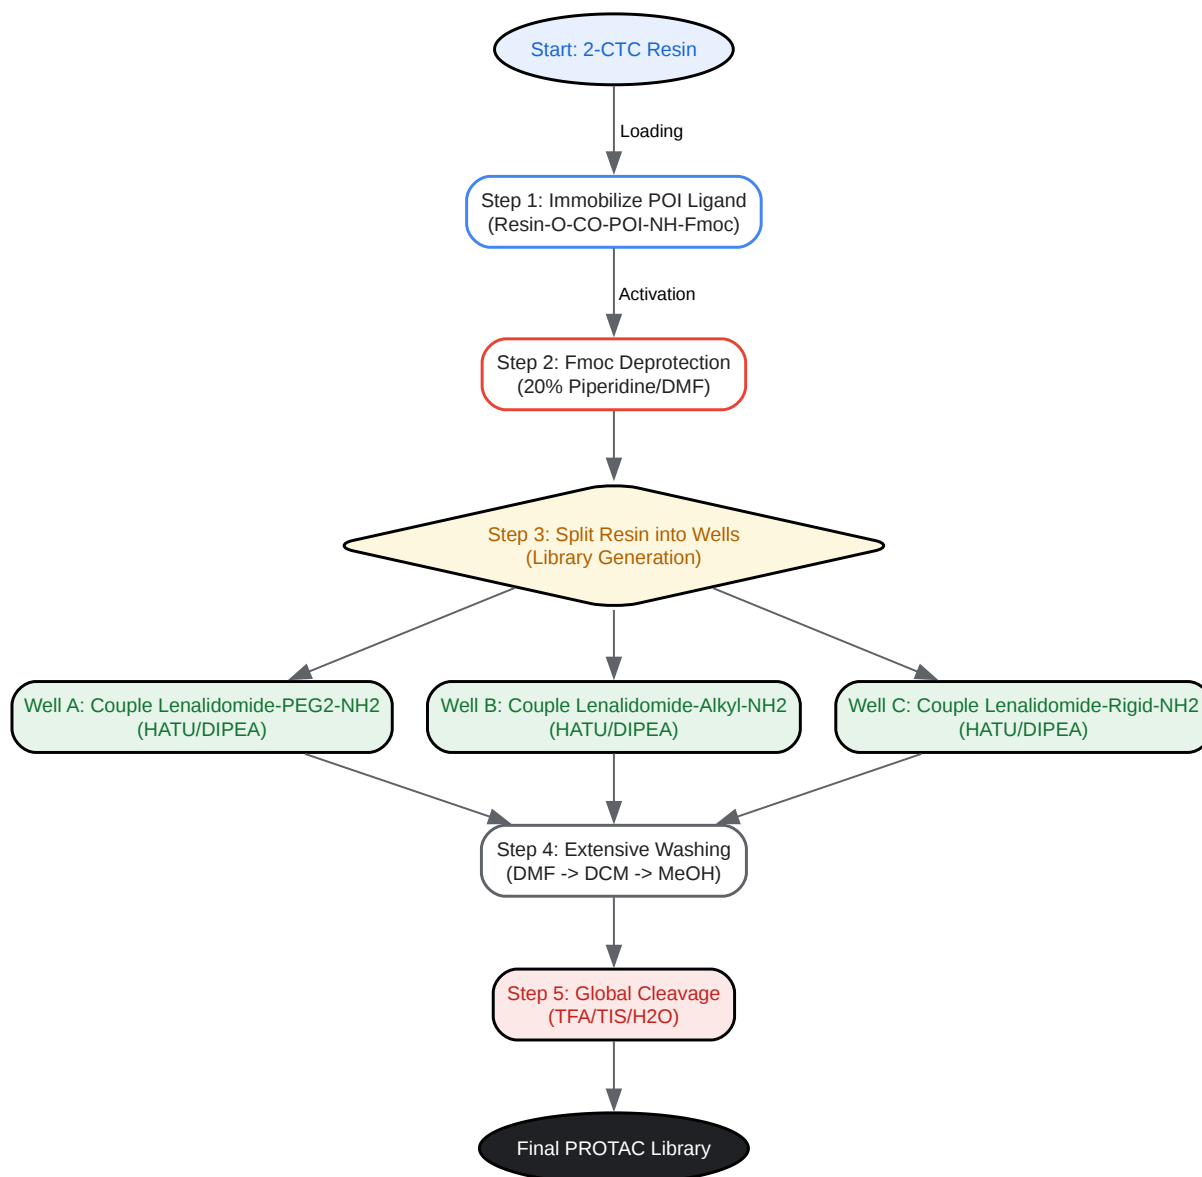 Start: 2-CTC Resin
Loading
Step 1: Immobilize POI Ligand
(Resin-O-CO-POI-NH-Fmoc)
Activation
Step 2: Fmoc Deprotection
(20% Piperidine/DMF)
Step 3: Split Resin into Wells
(Library Generation)
Well A: Couple Lenalidomide-PEG2-NH2
(HATU/DIPEA)
Well B: Couple Lenalidomide-Alkyl-NH2
(HATU/DIPEA)
Well C: Couple Lenalidomide-Rigid-NH2
(HATU/DIPEA)
Step 4: Extensive Washing
(DMF -> DCM -> MeOH)
Step 5: Global Cleavage
(TFA/TIS/H2O)
Final PROTAC Library